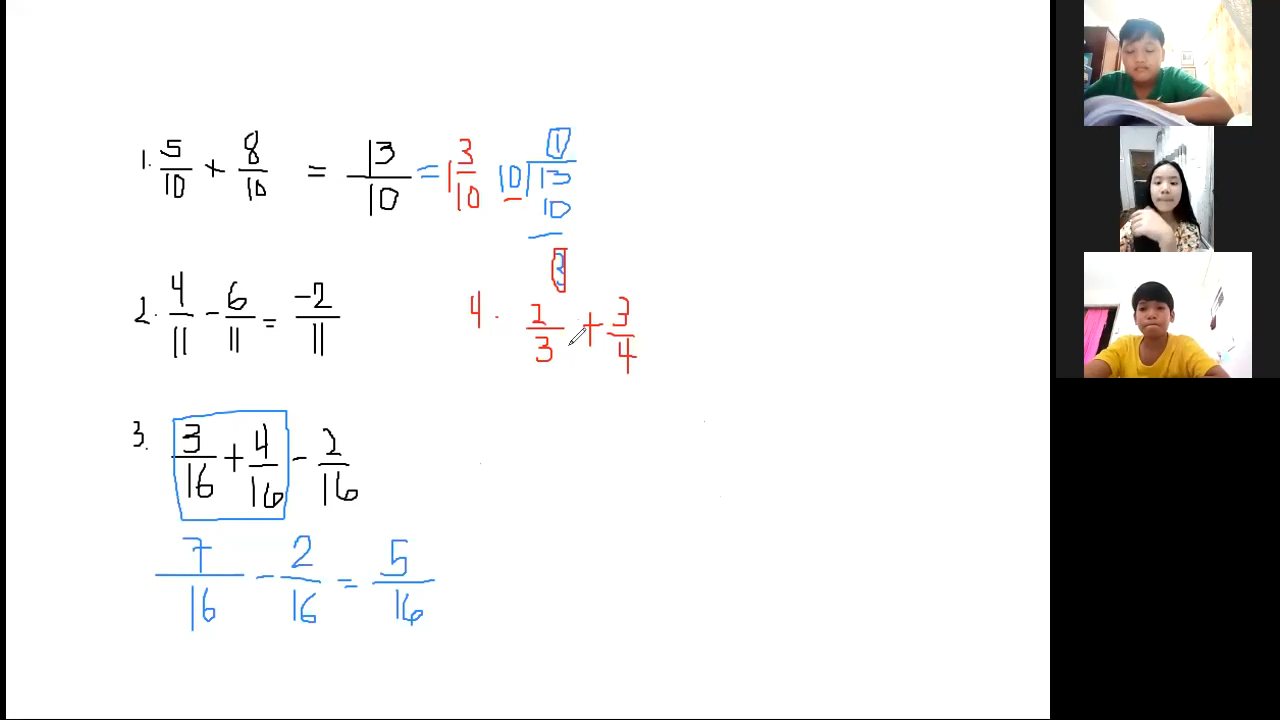 1. 5/10 + 8/10 = 13/10 = 1 3/10
1
10 13
10
3
2. 4/11 - 6/11 = -2/11
4. 2/3 + 3/4
3. 3/16 + 4/16 - 2/16
7/16 - 2/16 = 5/16